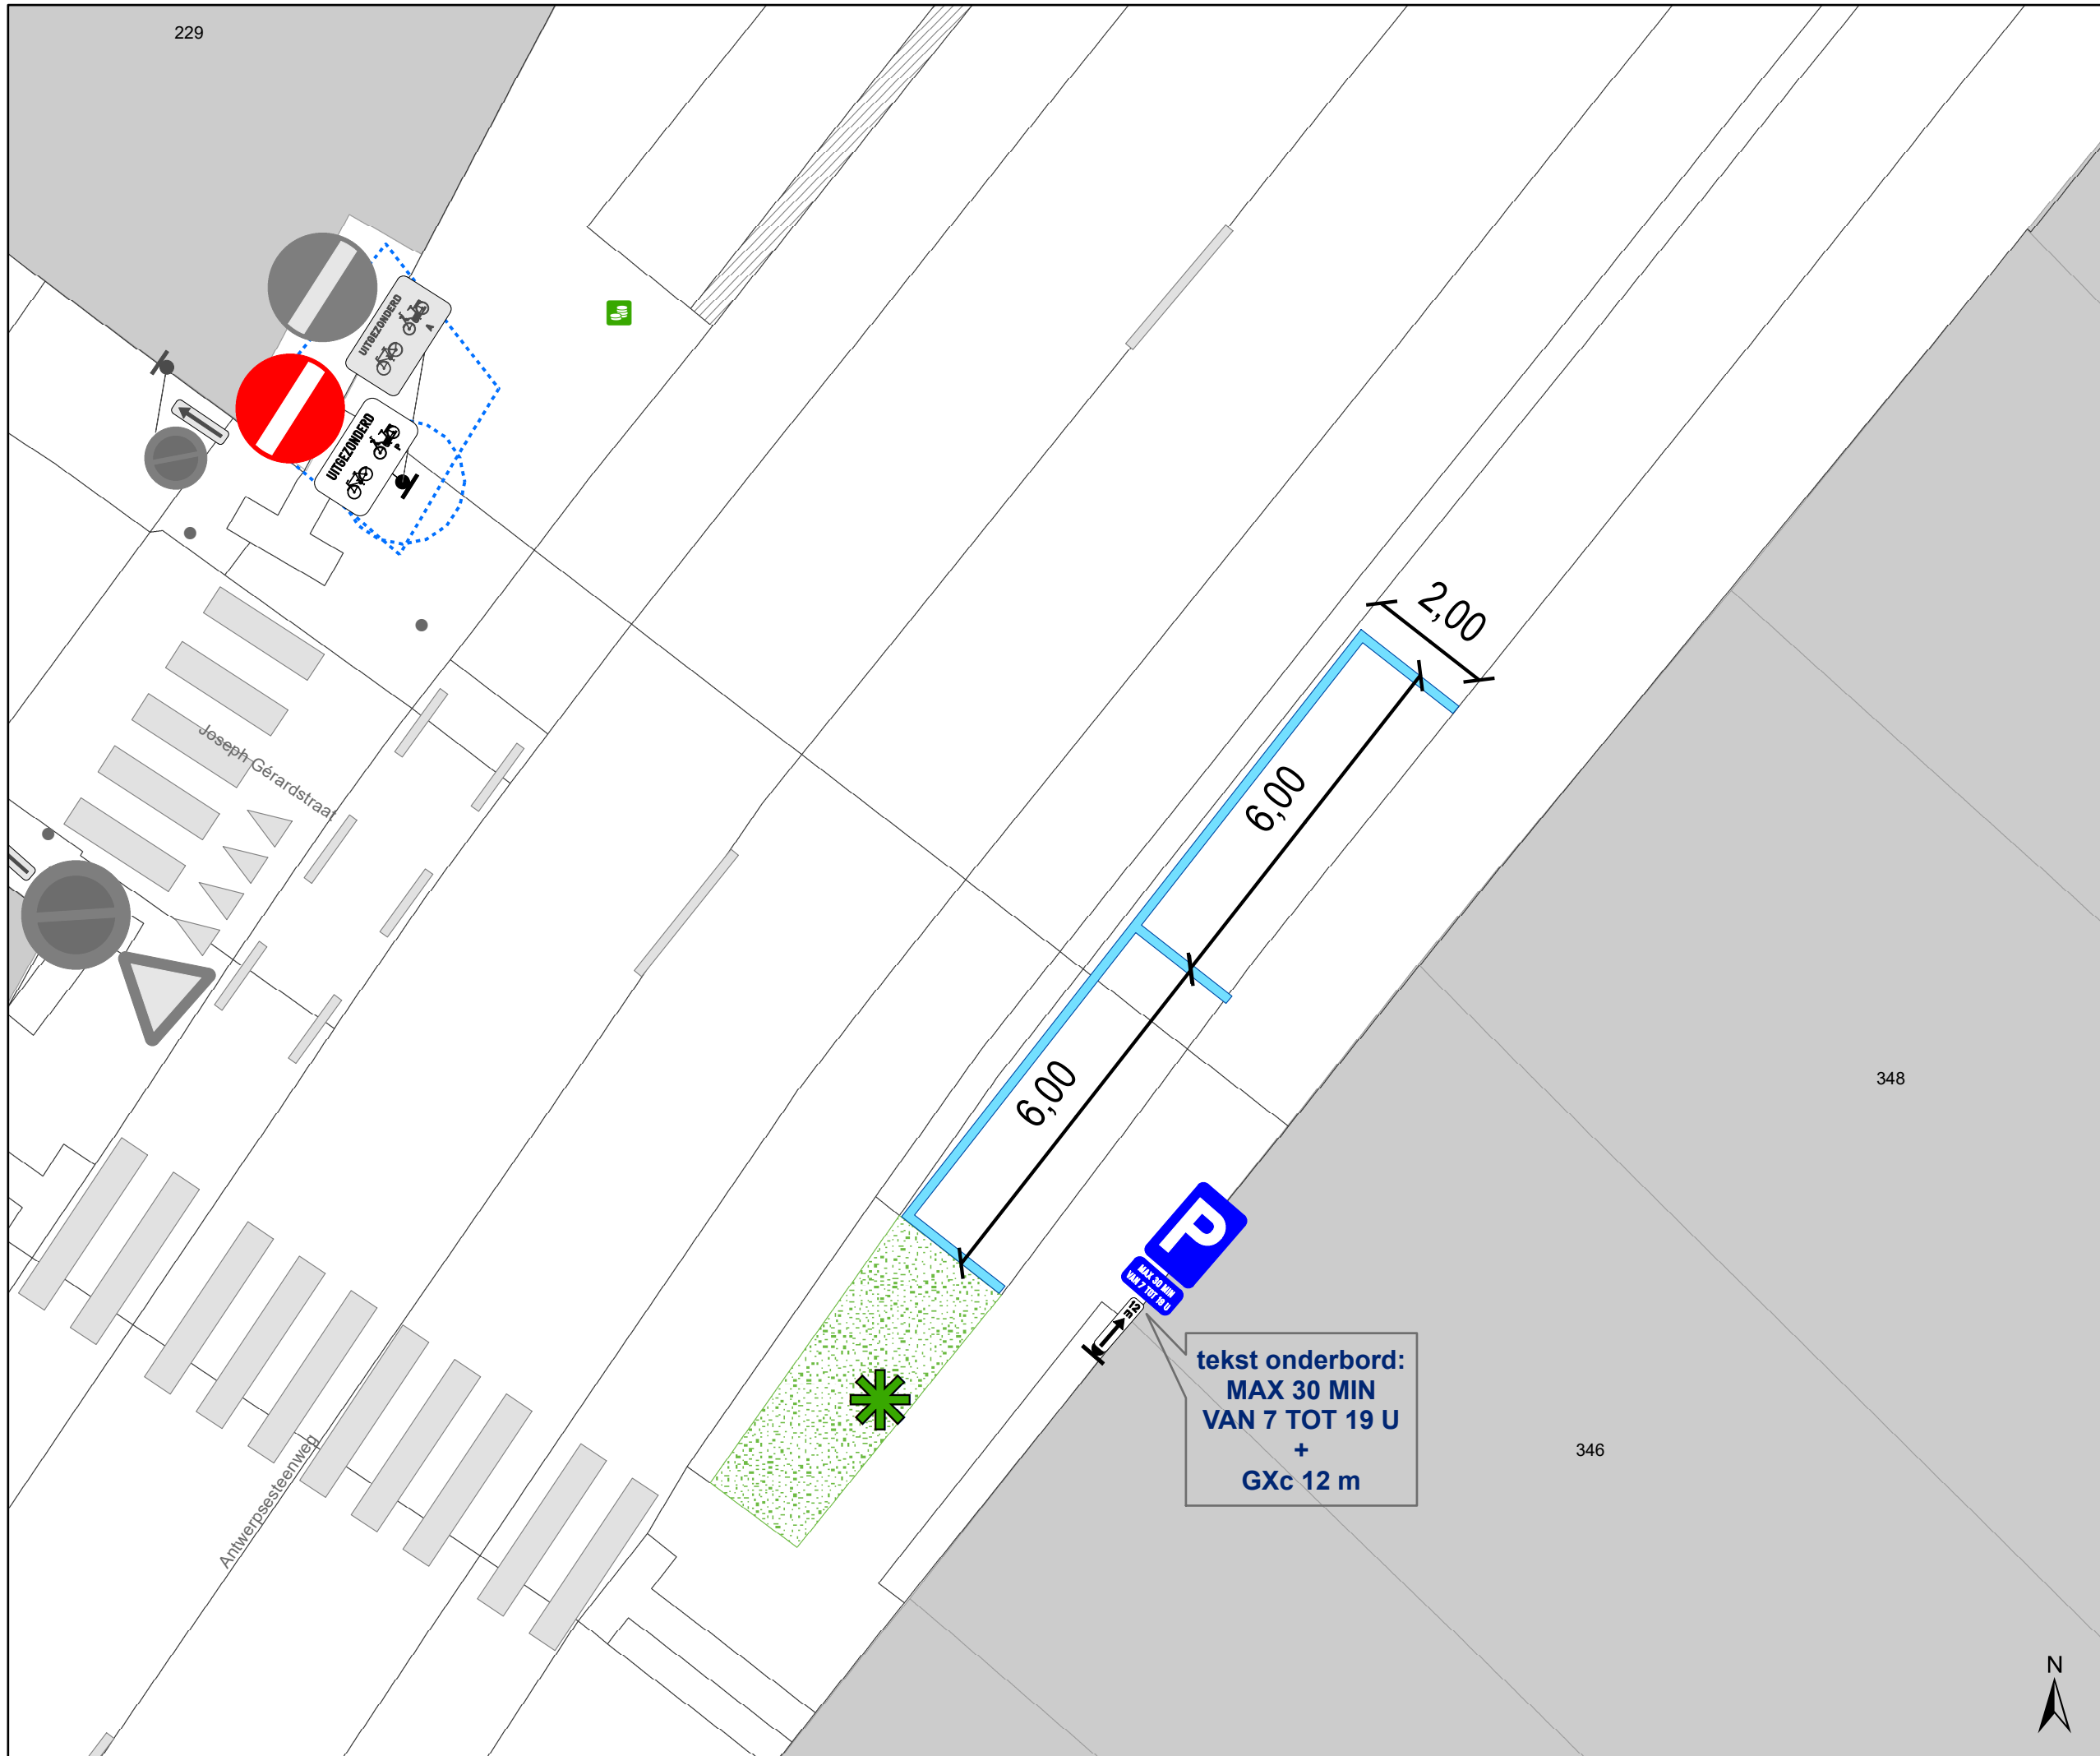 229
UITGEZONDERD
A
UITGEZONDERD
P
2,00
6,00
Joseph Gérardstraat
6,00
348
P
MAX 30 MIN
VAN 7 TOT 19 U
12
m
tekst onderbord:
MAX 30 MIN
VAN 7 TOT 19 U
+
GXc 12 m
346
Antwerpsesteenweg
N